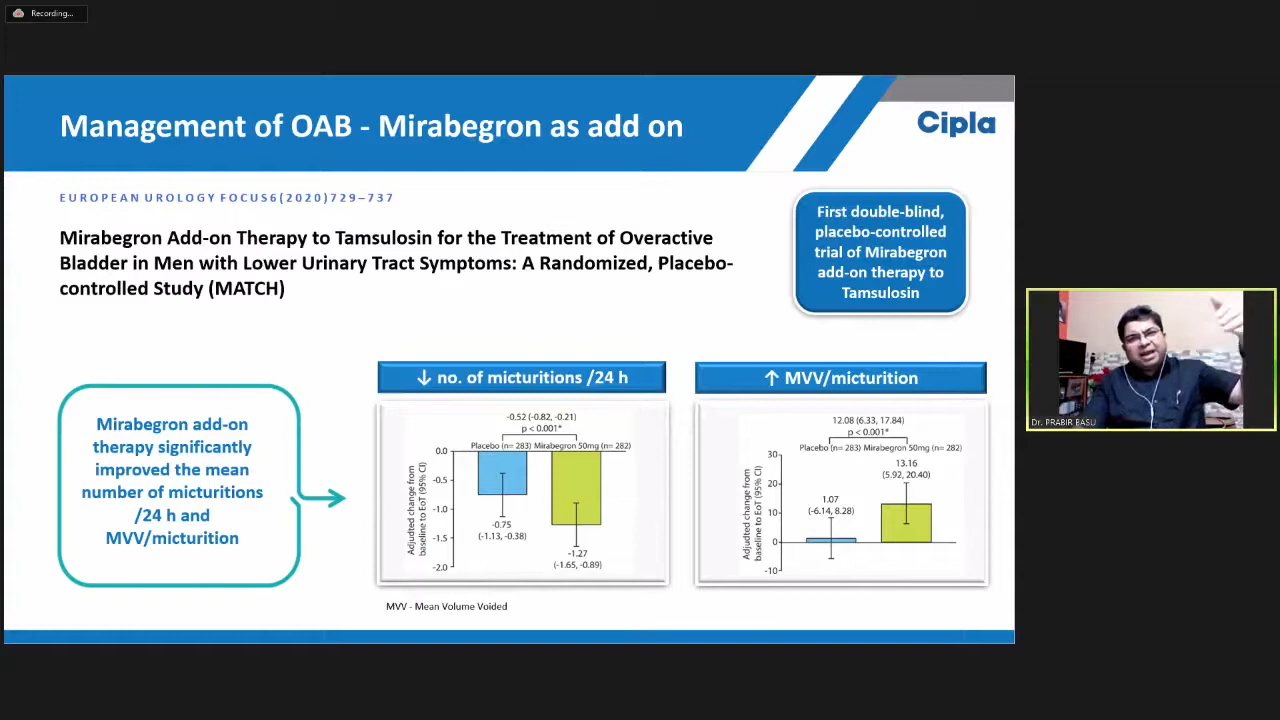 Recording...
Management of OAB - Mirabegron as add on
Cipla
EUROPEAN UROLOGY FOCUS6(2020)729–737
Mirabegron Add-on Therapy to Tamsulosin for the Treatment of Overactive
Bladder in Men with Lower Urinary Tract Symptoms: A Randomized, Placebo-
controlled Study (MATCH)
First double-blind,
placebo-controlled
trial of Mirabegron
add-on therapy to
Tamsulosin
Mirabegron add-on
therapy significantly
improved the mean
number of micturitions
/24 h and
MVV/micturition
↓ no. of micturitions /24 h
-0.52 (-0.82, -0.21)
p < 0.001*
Placebo (n= 283) Mirabegron 50mg (n= 282)
Adjudted change from
baseline to EoT (95% CI)
0.0
-0.5
-1.0
-1.5
-2.0
-0.75
(-1.13, -0.38)
-1.27
(-1.65, -0.89)
↑ MVV/micturition
12.08 (6.33, 17.84)
p < 0.001*
Placebo (n= 283) Mirabegron 50mg (n= 282)
Adjudted change from
baseline to EoT (95% CI)
30
20
10
0
-10
1.07
(-6.14, 8.28)
13.16
(5.92, 20.40)
MVV - Mean Volume Voided
Dr. PRABIR BASU